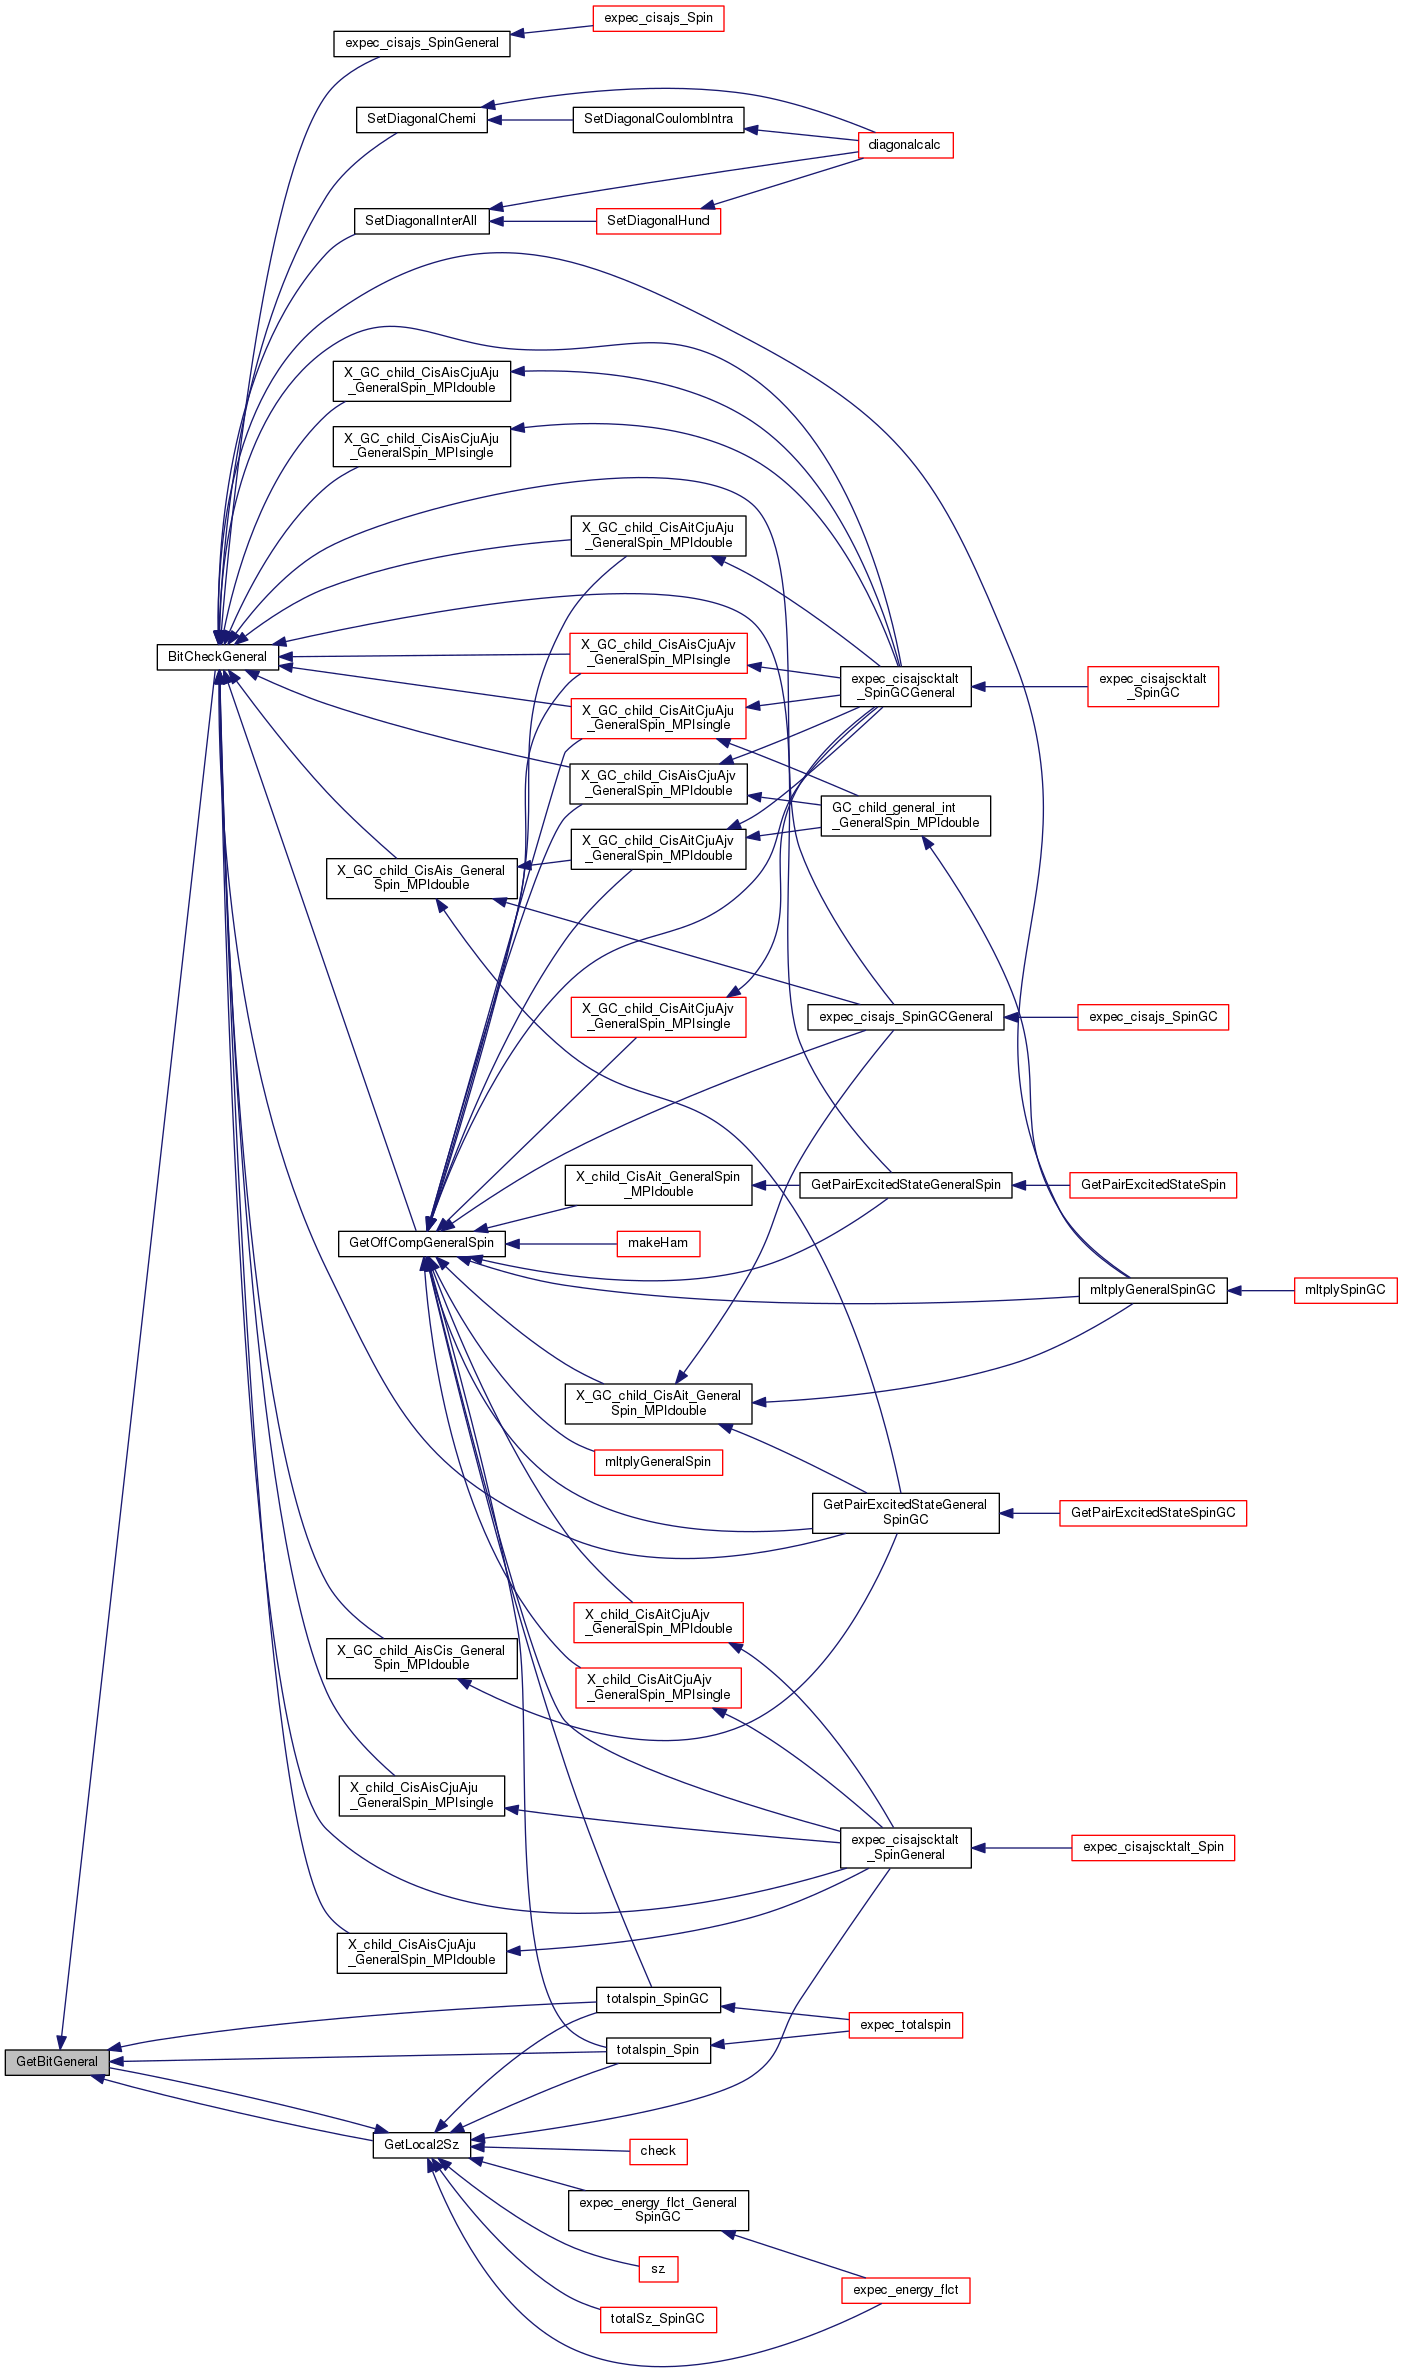 expec_cisajs_Spin
expec_cisajs_SpinGeneral
SetDiagonalChemi
SetDiagonalCoulombIntra
diagonalcalc
SetDiagonalInterAll
SetDiagonalHund
X_GC_child_CisAisCjuAju
_GeneralSpin_MPIdouble
X_GC_child_CisAisCjuAju
_GeneralSpin_MPIsingle
X_GC_child_CisAitCjuAju
_GeneralSpin_MPIdouble
BitCheckGeneral
X_GC_child_CisAisCjuAjv
_GeneralSpin_MPIsingle
expec_cisajscktalt
_SpinGCGeneral
expec_cisajscktalt
_SpinGC
X_GC_child_CisAitCjuAju
_GeneralSpin_MPIsingle
X_GC_child_CisAisCjuAjv
_GeneralSpin_MPIdouble
GC_child_general_int
_GeneralSpin_MPIdouble
X_GC_child_CisAitCjuAjv
_GeneralSpin_MPIdouble
X_GC_child_CisAis_General
Spin_MPIdouble
X_GC_child_CisAitCjuAjv
_GeneralSpin_MPIsingle
expec_cisajs_SpinGCGeneral
expec_cisajs_SpinGC
X_child_CisAit_GeneralSpin
_MPIdouble
GetPairExcitedStateGeneralSpin
GetPairExcitedStateSpin
GetOffCompGeneralSpin
makeHam
mltplyGeneralSpinGC
mltplySpinGC
X_GC_child_CisAit_General
Spin_MPIdouble
mltplyGeneralSpin
GetPairExcitedStateGeneral
SpinGC
GetPairExcitedStateSpinGC
X_child_CisAitCjuAjv
_GeneralSpin_MPIdouble
X_GC_child_AisCis_General
Spin_MPIdouble
X_child_CisAitCjuAjv
_GeneralSpin_MPIsingle
X_child_CisAisCjuAju
_GeneralSpin_MPIsingle
expec_cisajscktalt
_SpinGeneral
expec_cisajscktalt_Spin
X_child_CisAisCjuAju
_GeneralSpin_MPIdouble
totalspin_SpinGC
expec_totalspin
totalspin_Spin
GetBitGeneral
GetLocal2Sz
check
expec_energy_flct_General
SpinGC
sz
expec_energy_flct
totalSz_SpinGC